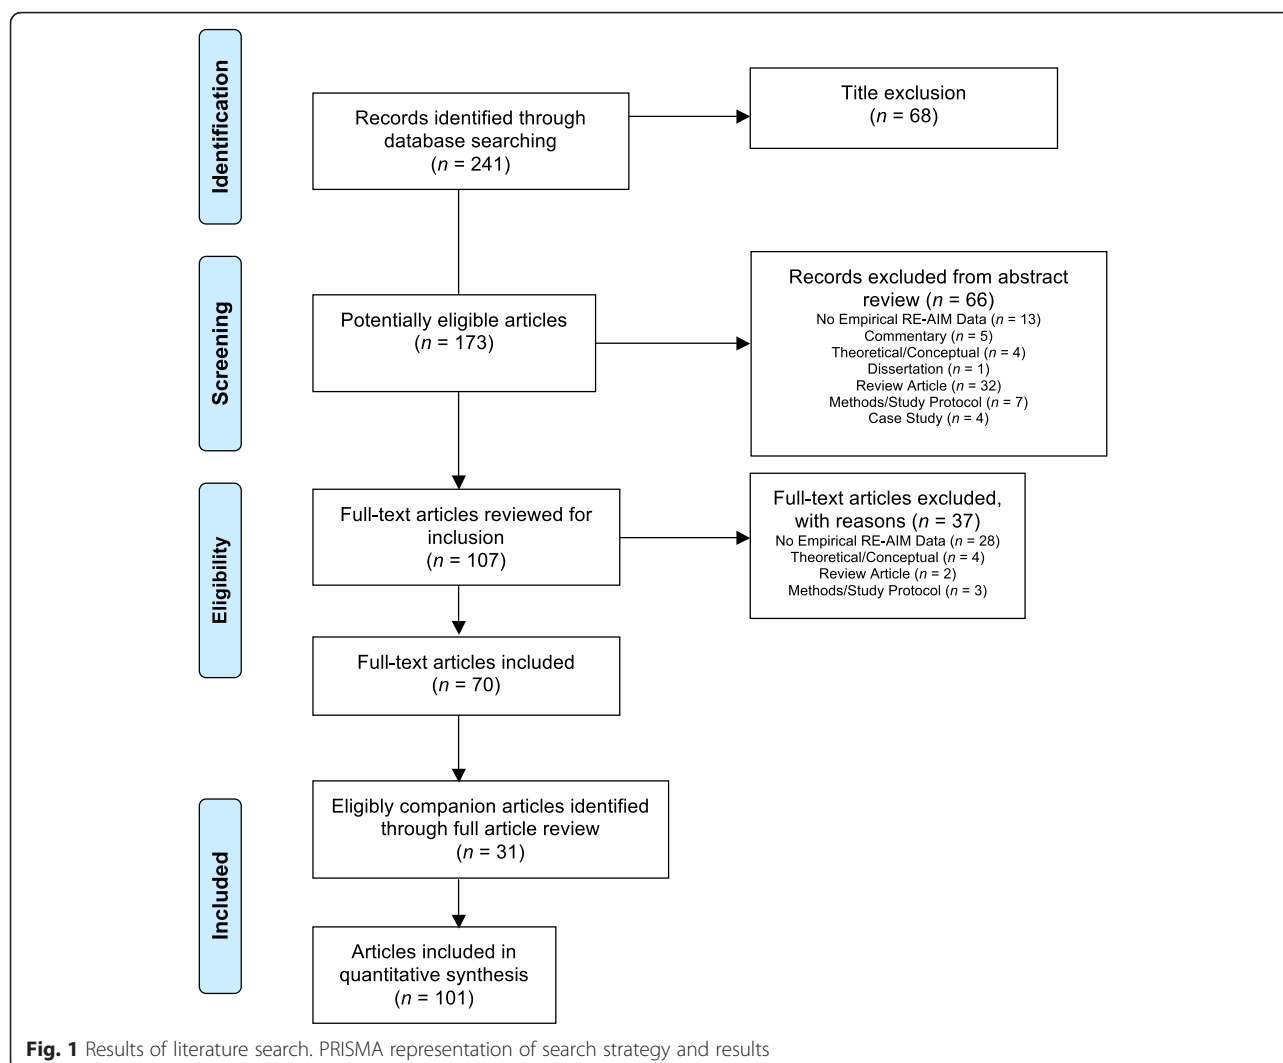 Identification
Records identified through
database searching
(n = 241)
Title exclusion
(n = 68)
Screening
Potentially eligible articles
(n = 173)
Records excluded from abstract
review (n = 66)
No Empirical RE-AIM Data (n = 13)
Commentary (n = 5)
Theoretical/Conceptual (n = 4)
Dissertation (n = 1)
Review Article (n = 32)
Methods/Study Protocol (n = 7)
Case Study (n = 4)
Eligibility
Full-text articles reviewed for
inclusion
(n = 107)
Full-text articles excluded,
with reasons (n = 37)
No Empirical RE-AIM Data (n = 28)
Theoretical/Conceptual (n = 4)
Review Article (n = 2)
Methods/Study Protocol (n = 3)
Full-text articles included
(n = 70)
Included
Eligibly companion articles identified
through full article review
(n = 31)
Articles included in
quantitative synthesis
(n = 101)
Fig. 1 Results of literature search. PRISMA representation of search strategy and results